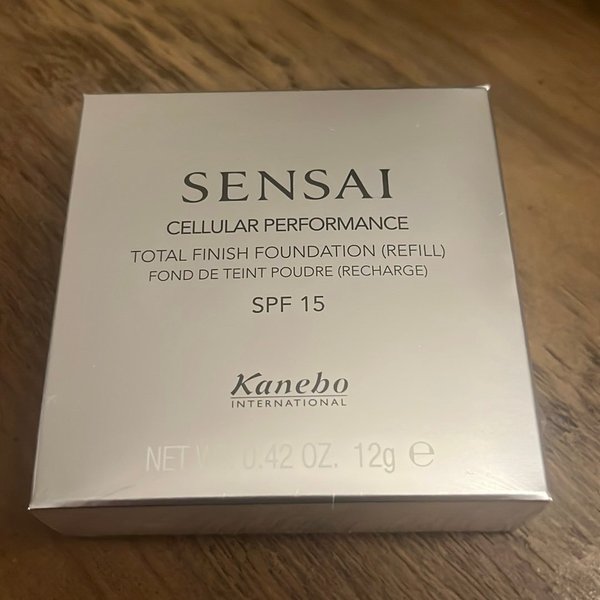 SENSAI
CELLULAR PERFORMANCE
TOTAL FINISH FOUNDATION (REFILL)
FOND DE TEINT POUDRE (RECHARGE)
SPF 15
Kanebo
INTERNATIONAL
NET 0.42 OZ. 12g ℮